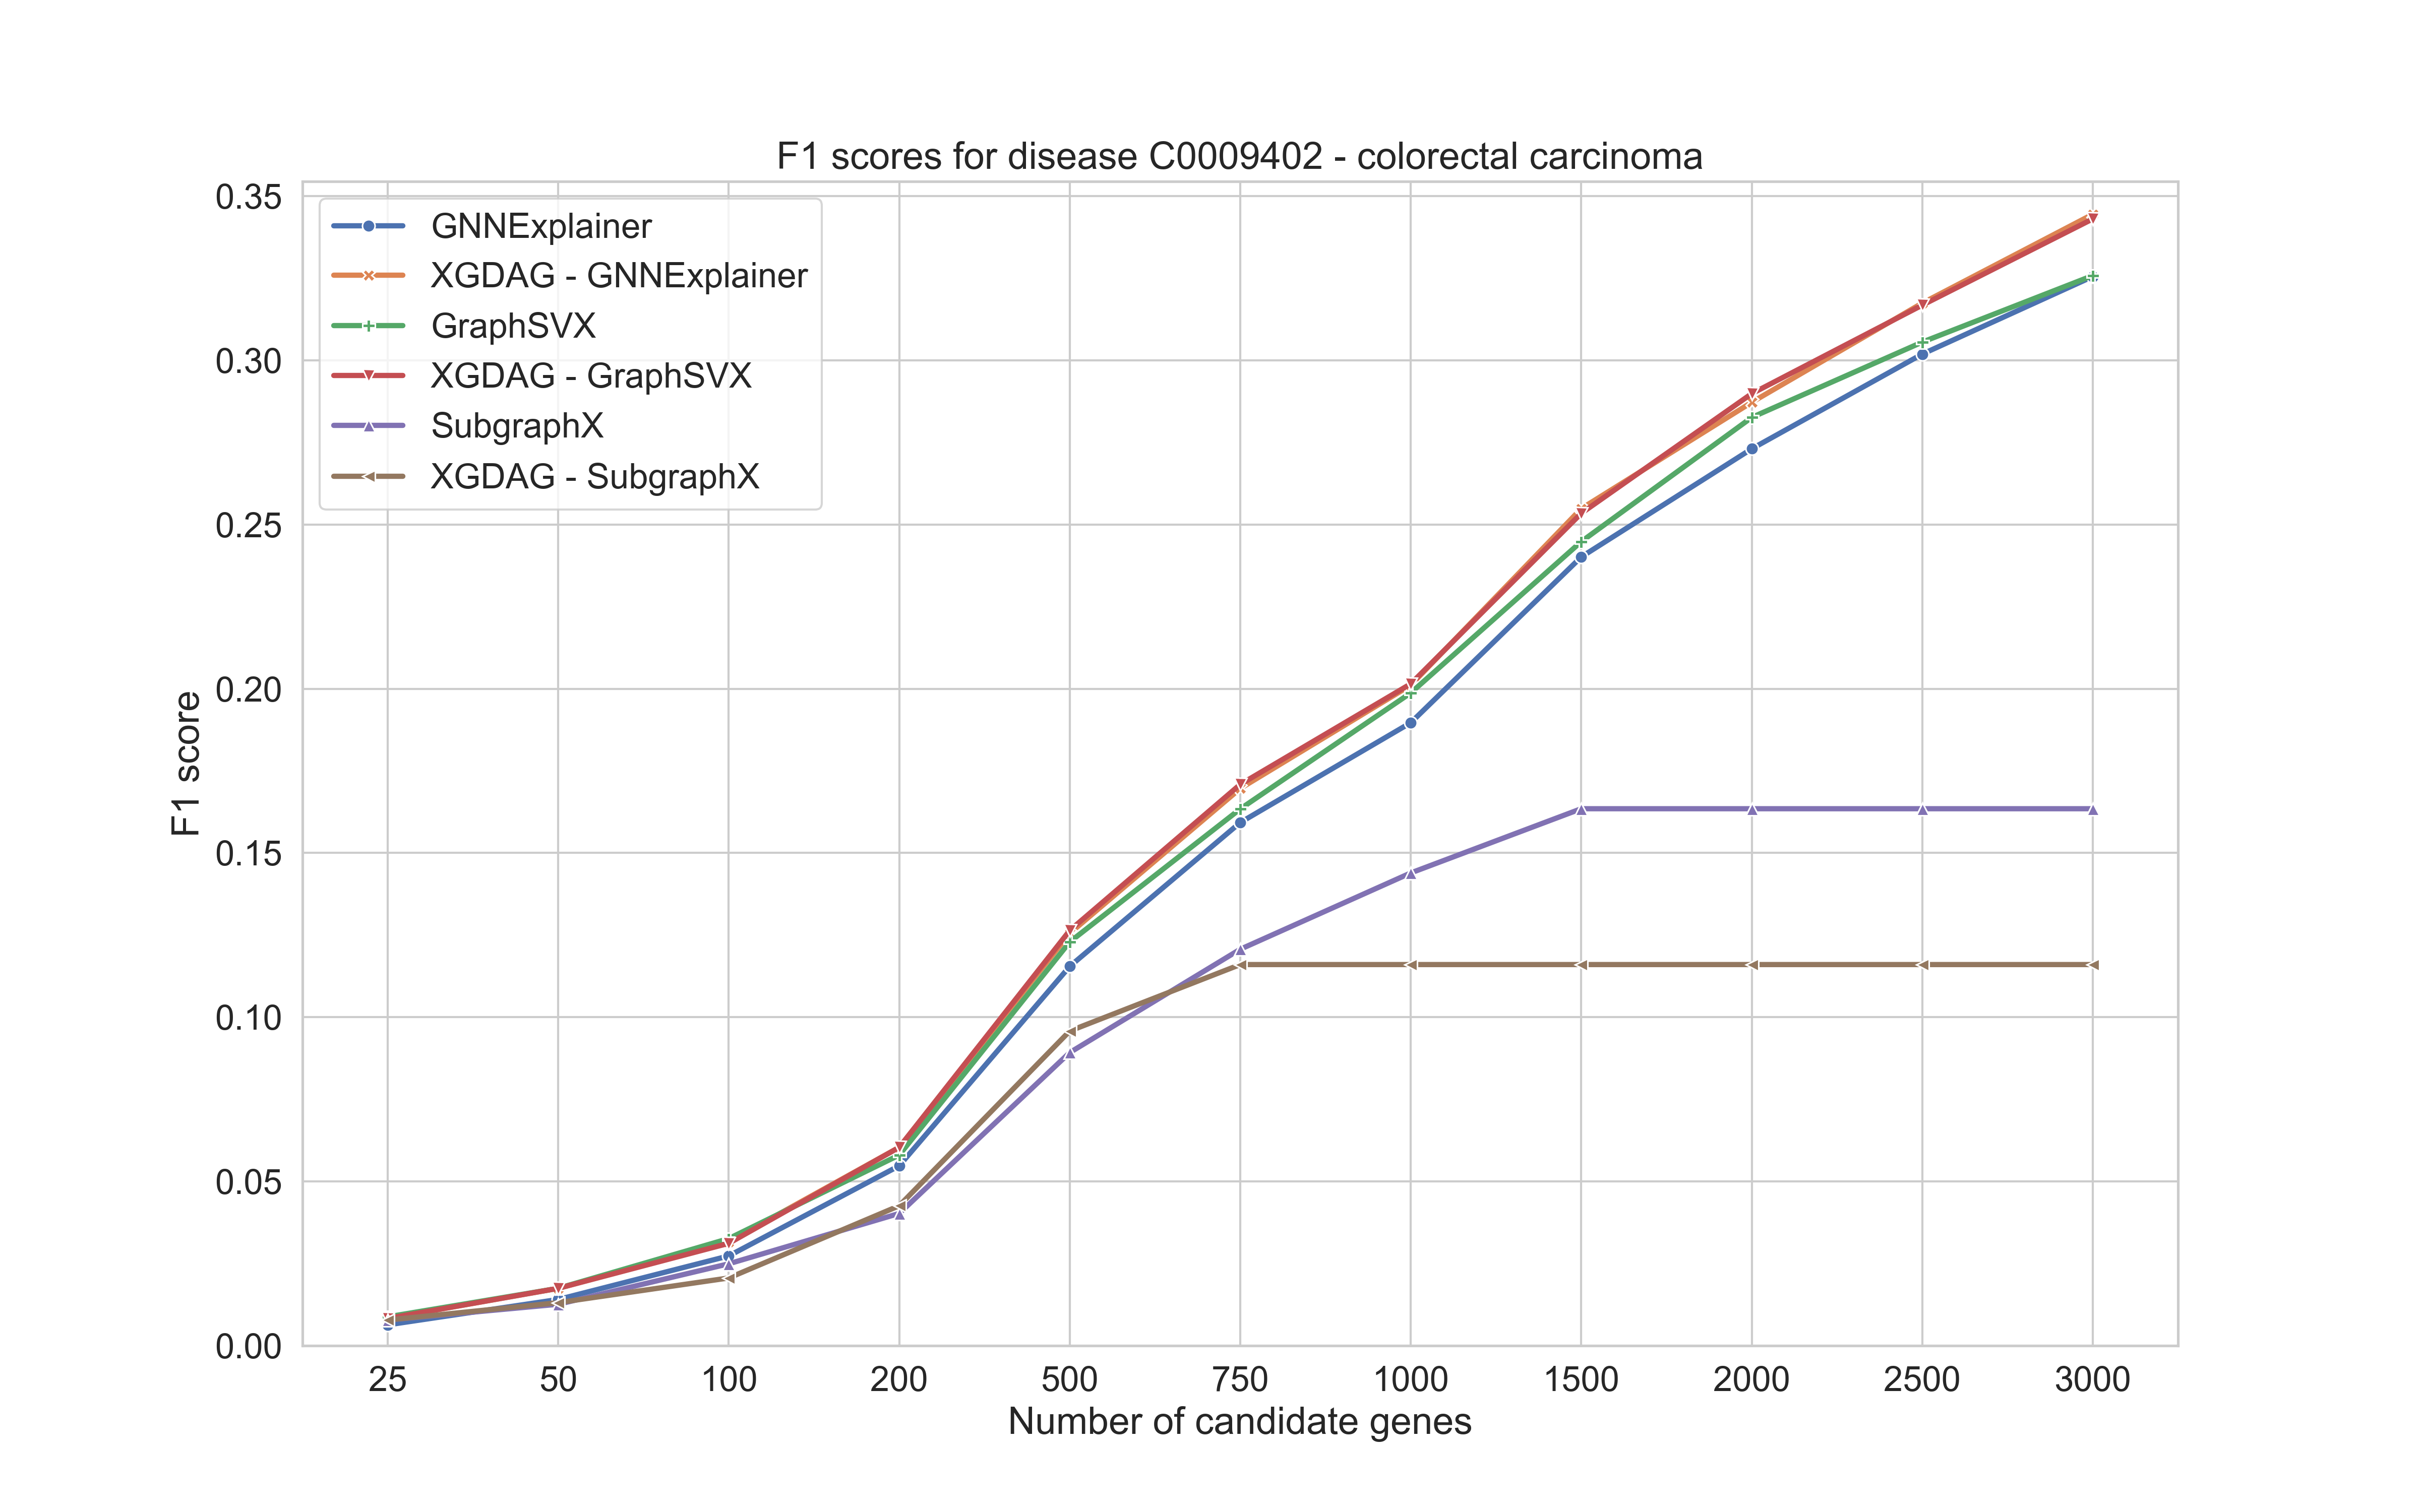 F1 scores for disease C0009402 - colorectal carcinoma
0.35
0.30
0.25
0.20
0.15
0.10
0.05
0.00
F1 score
GNNExplainer
XGDAG - GNNExplainer
GraphSVX
XGDAG - GraphSVX
SubgraphX
XGDAG - SubgraphX
25 50 100 200 500 750 1000 1500 2000 2500 3000
Number of candidate genes